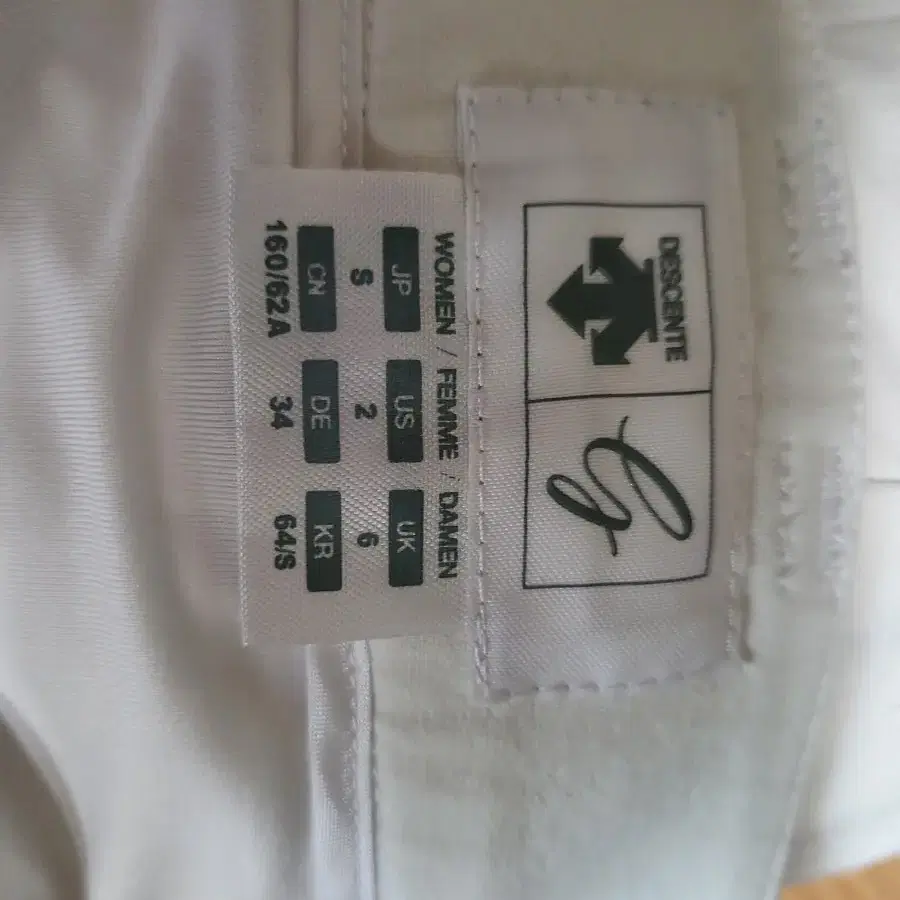 DESCENTE
G
WOMEN / FEMME / DAMEN
JP US UK
S 2 6
CN DE KR
160/62A 34 64/S